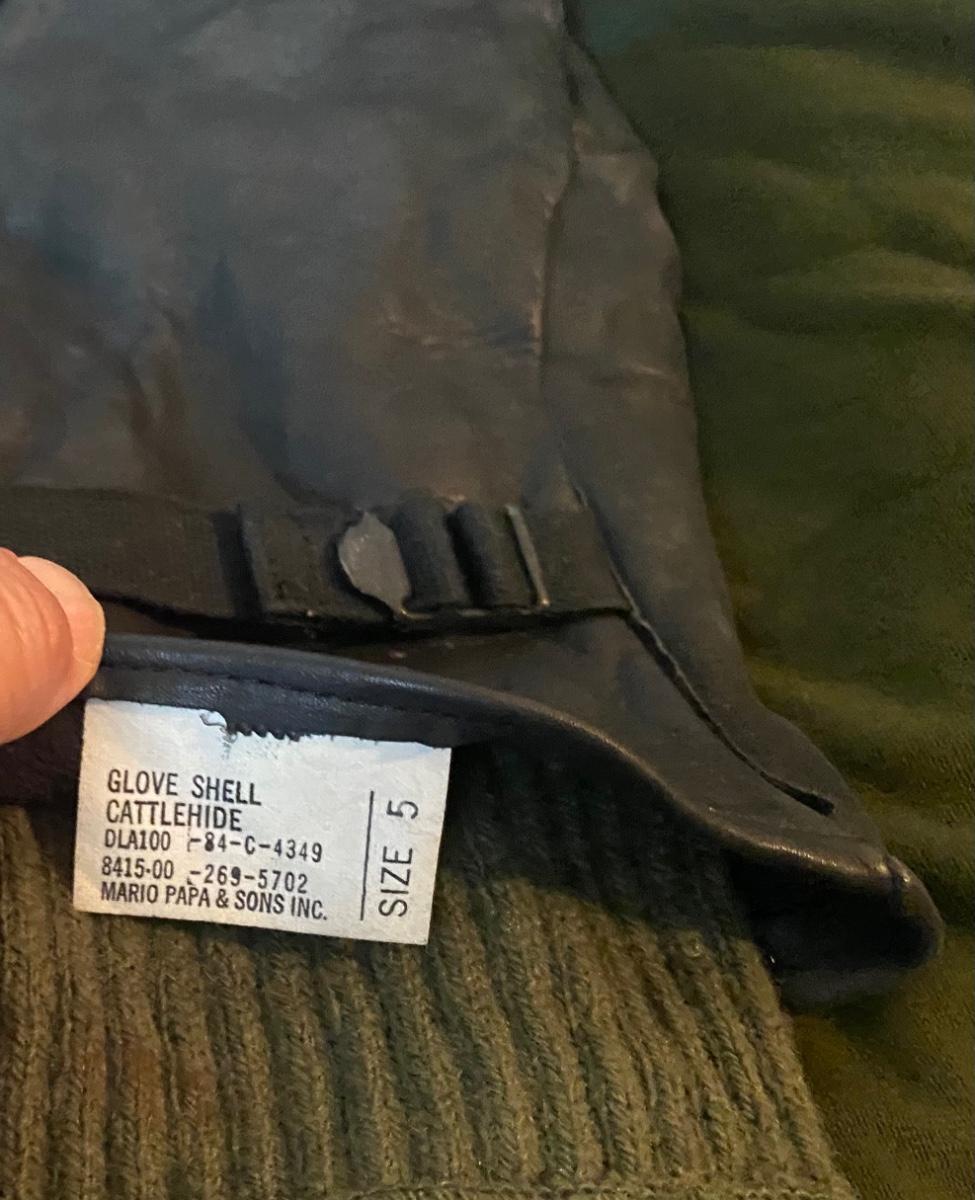 GLOVE SHELL
CATTLEHIDE
DLA100 -84-C-4349
8415-00 -269-5702
MARIO PAPA & SONS INC.
SIZE 5